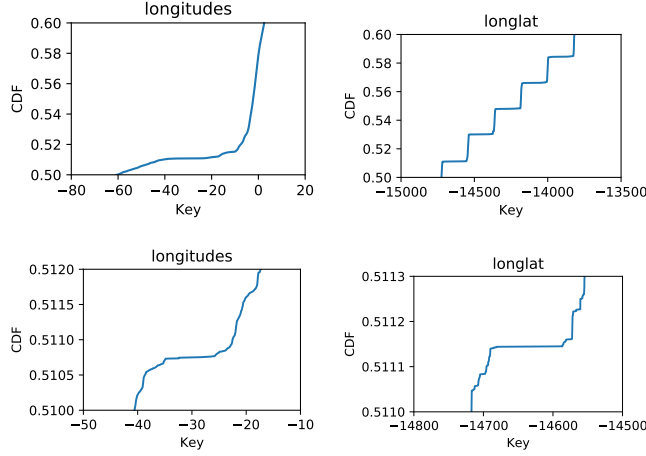 longitudes
0.60
0.58
0.56
0.54
0.52
0.50
CDF
−80 −60 −40 −20 0 20
Key
longlat
0.60
0.58
0.56
0.54
0.52
0.50
CDF
−15000 −14500 −14000 −13500
Key
longitudes
0.5120
0.5115
0.5110
0.5105
0.5100
CDF
−50 −40 −30 −20 −10
Key
longlat
0.5113
0.5112
0.5111
0.5110
CDF
−14800 −14700 −14600 −14500
Key